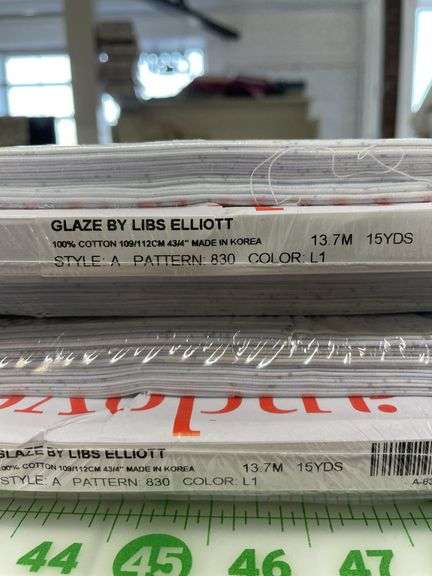 GLAZE BY LIBS ELLIOTT
100% COTTON 109/112CM 43/4" MADE IN KOREA 13.7M 15YDS
STYLE: A PATTERN: 830 COLOR: L1
andover
GLAZE BY LIBS ELLIOTT
100% COTTON 109/112CM 43/4" MADE IN KOREA 13.7M 15YDS
STYLE: A PATTERN: 830 COLOR: L1
44 45 46 47